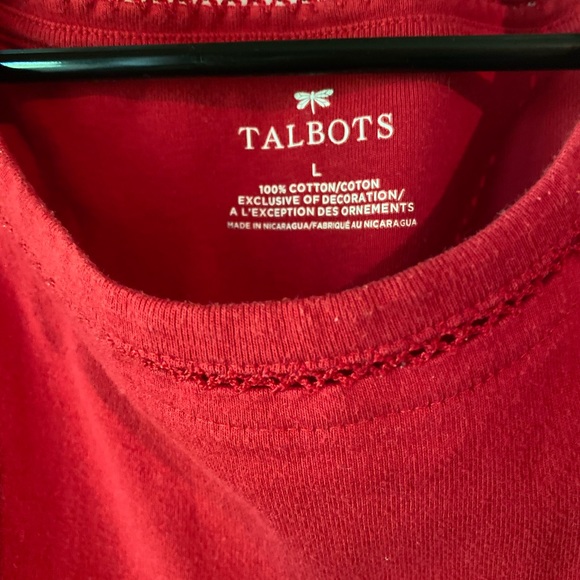 TALBOTS
L
100% COTTON/COTON
EXCLUSIVE OF DECORATION/
A L'EXCEPTION DES ORNEMENTS
MADE IN NICARAGUA/FABRIQUÉ AU NICARAGUA